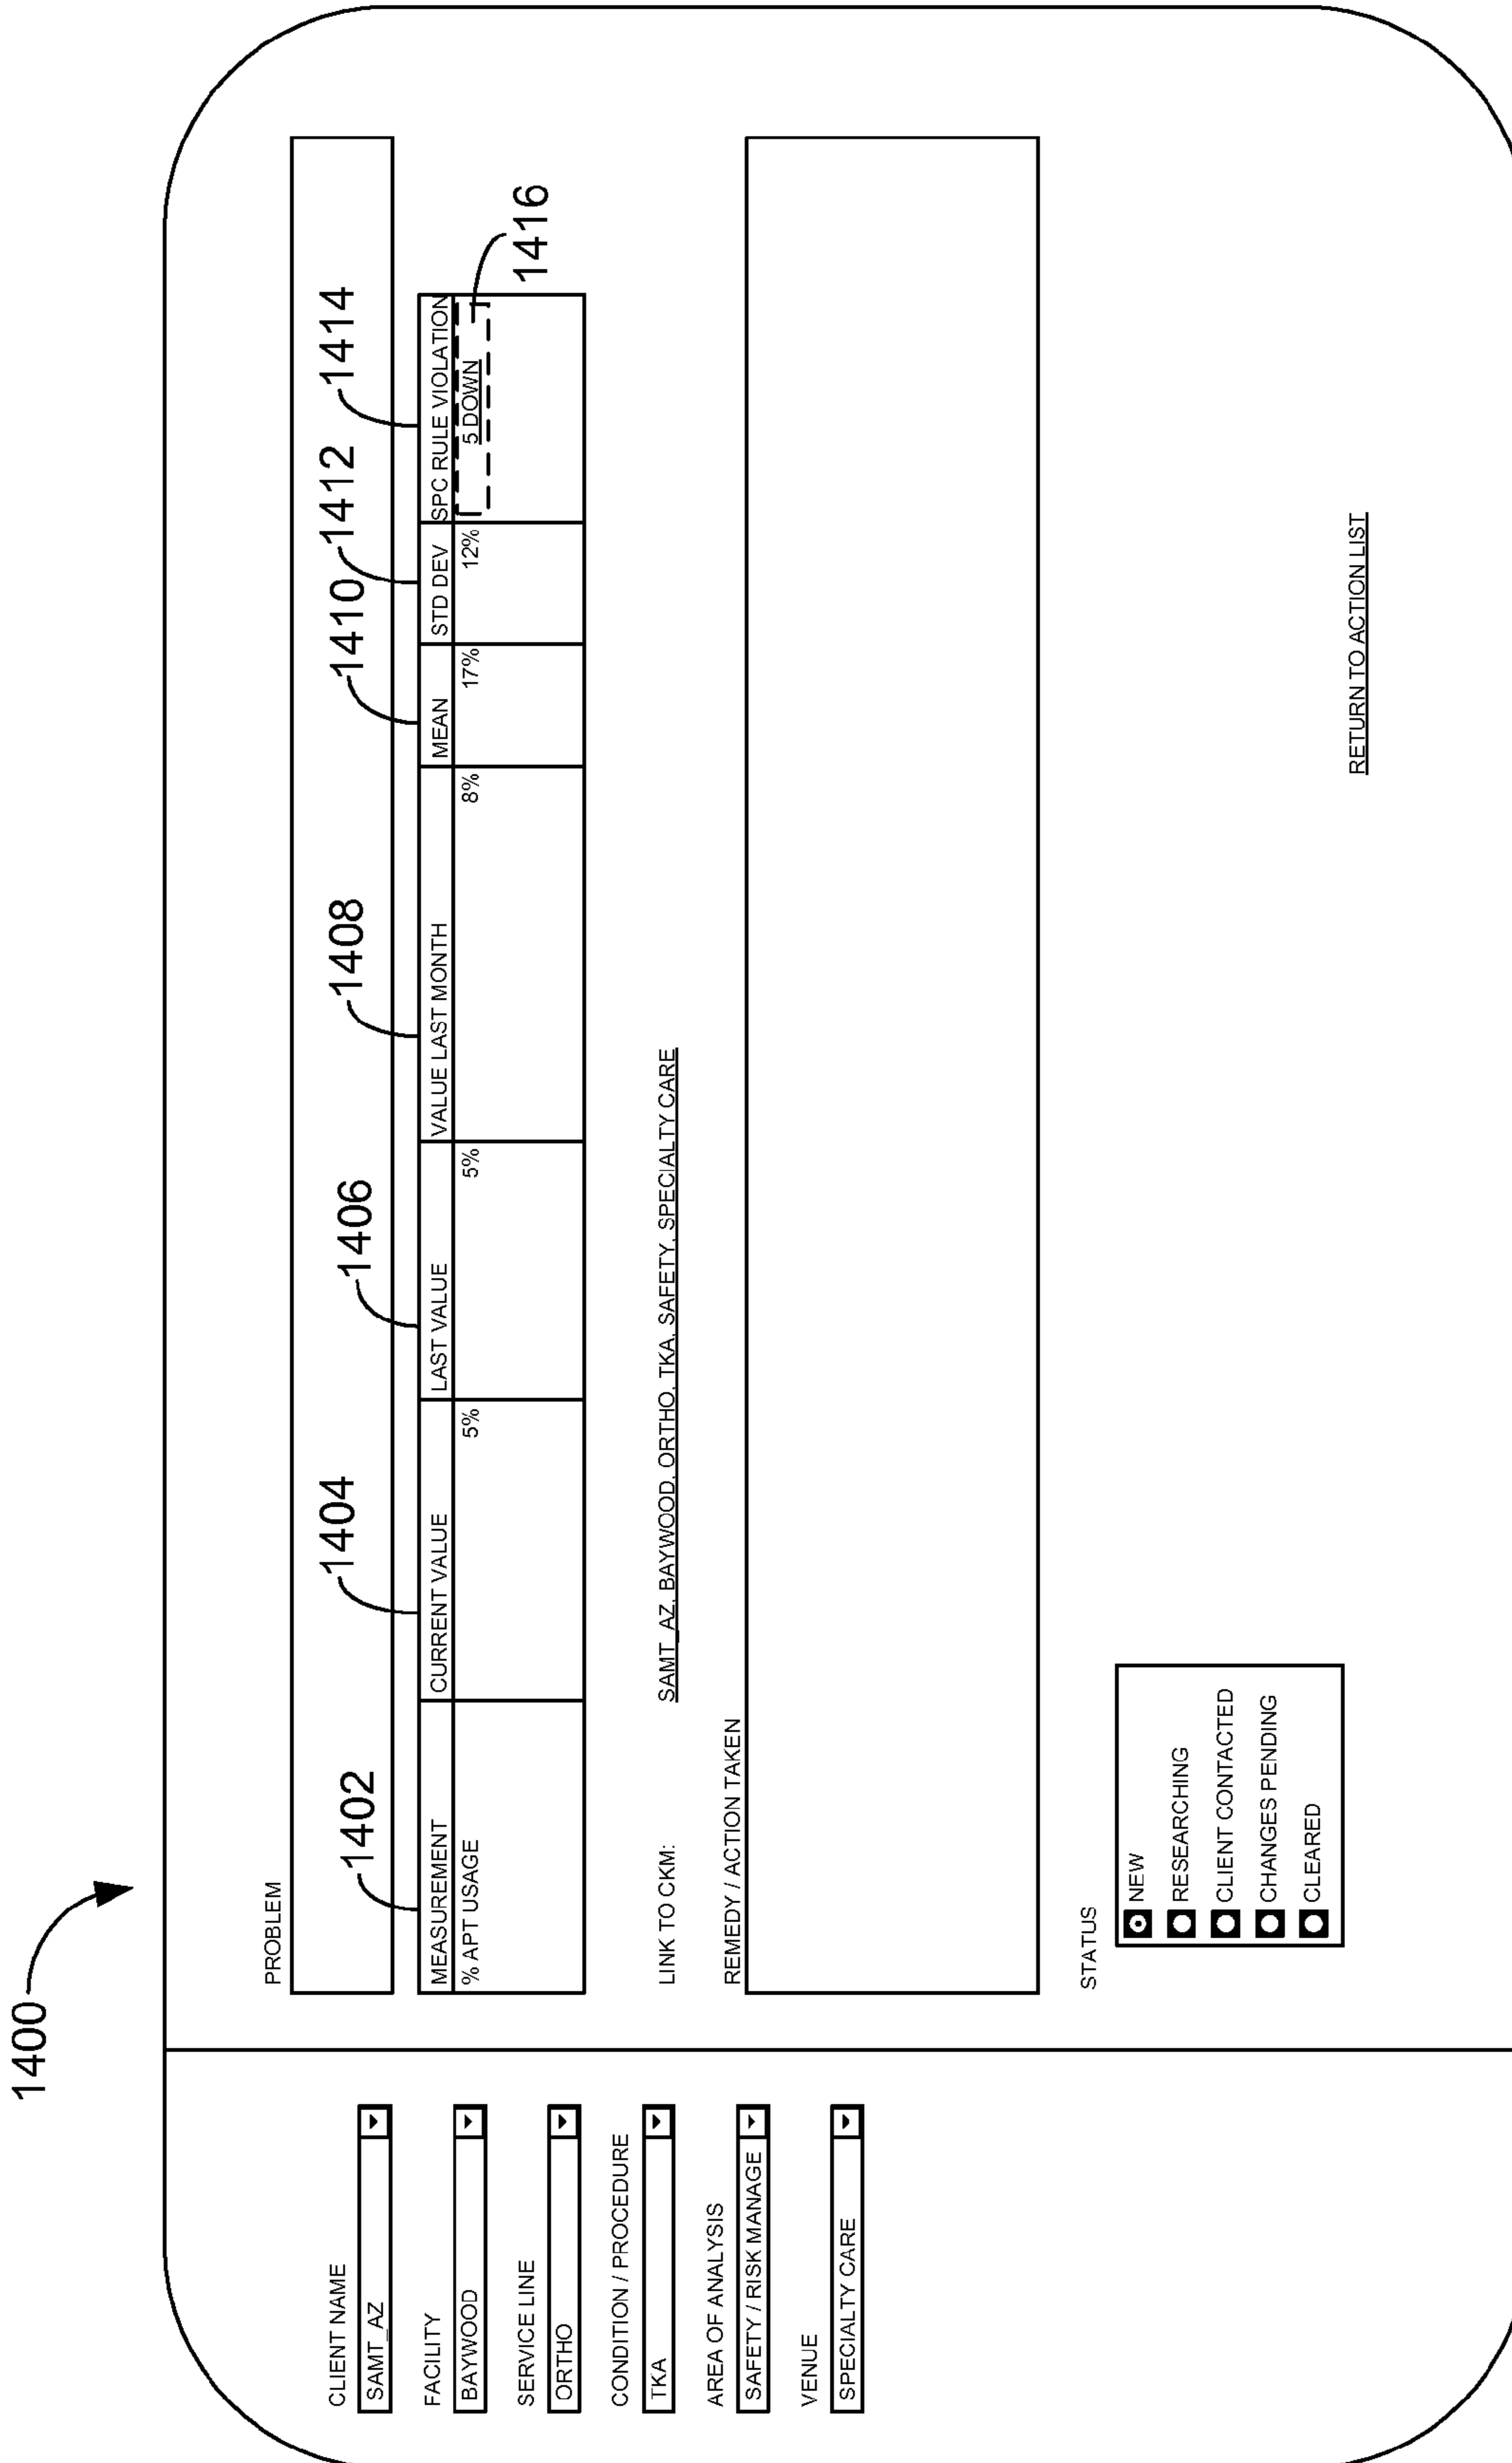 1400
CLIENT NAME
SAMT_AZ
FACILITY
BAYWOOD
SERVICE LINE
ORTHO
CONDITION / PROCEDURE
TKA
AREA OF ANALYSIS
SAFETY / RISK MANAGE
VENUE
SPECIALTY CARE
PROBLEM
1402 1404 1406 1408 1410 1412 1414
MEASUREMENT CURRENT VALUE LAST VALUE VALUE LAST MONTH MEAN STD DEV SPC RULE VIOLATION
% APT USAGE 5% 5% 8% 17% 12% 5 DOWN
1416
LINK TO CKM: SAMT_AZ, BAYWOOD, ORTHO, TKA, SAFETY, SPECIALTY CARE
REMEDY / ACTION TAKEN
STATUS
NEW
RESEARCHING
CLIENT CONTACTED
CHANGES PENDING
CLEARED
RETURN TO ACTION LIST